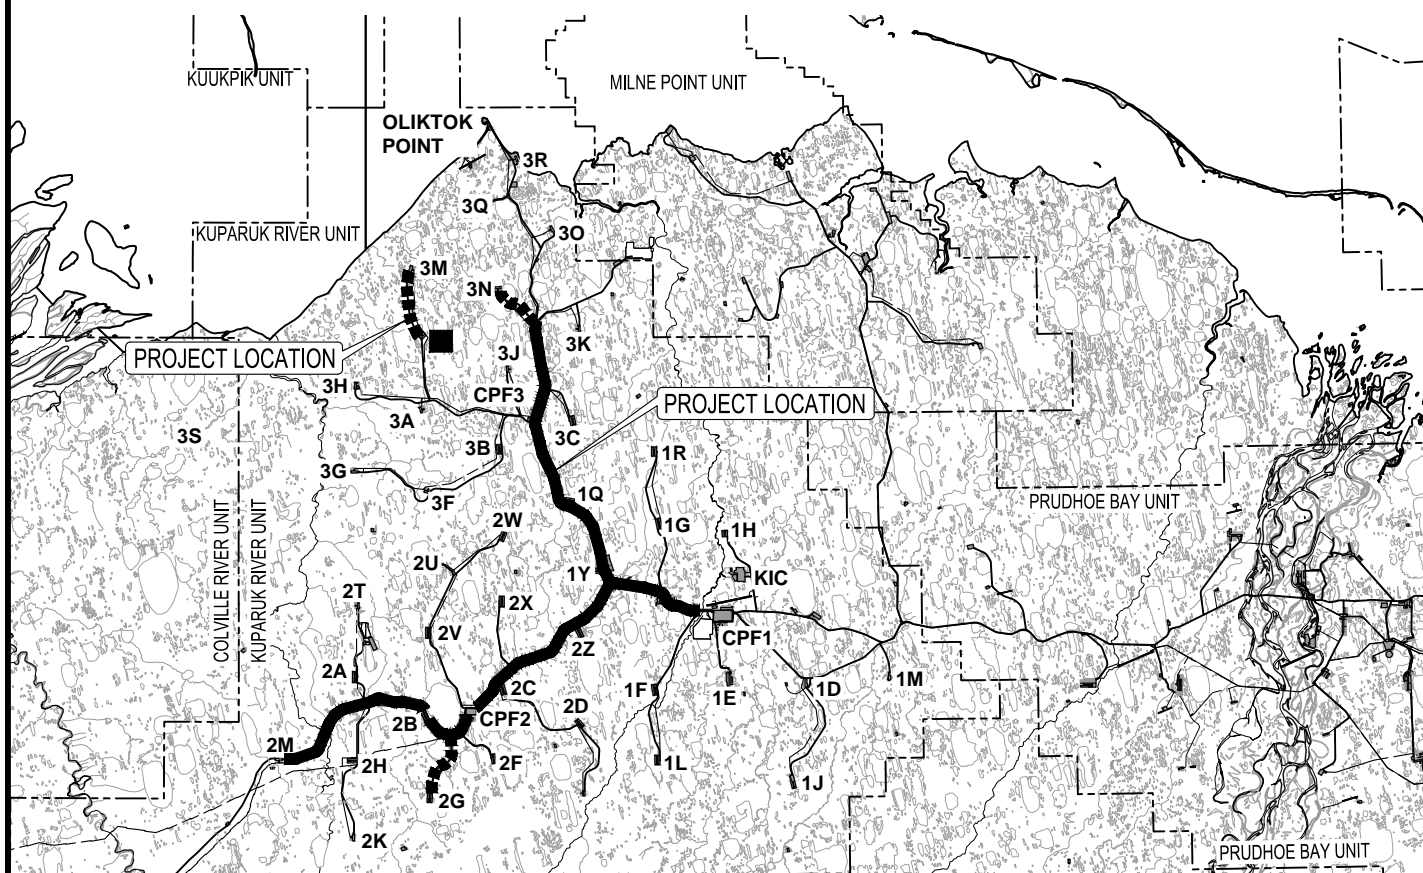 KUUKPIK UNIT
MILNE POINT UNIT
OLIKTOK
POINT
3R
3Q
KUPARUK RIVER UNIT
3O
3M
3N
3K
3J
PROJECT LOCATION
3H
CPF3
PROJECT LOCATION
3A
3C
3S
3B
1R
3G
3F
1Q
PRUDHOE BAY UNIT
2W
1G
1H
COLVILLE RIVER UNIT
KUPARUK RIVER UNIT
2U
1Y
KIC
2T
2X
2V
CPF1
2Z
2A
1M
1F
1E
1D
2C
2B
CPF2
2D
2M
2H
2F
1L
1J
2G
2K
PRUDHOE BAY UNIT